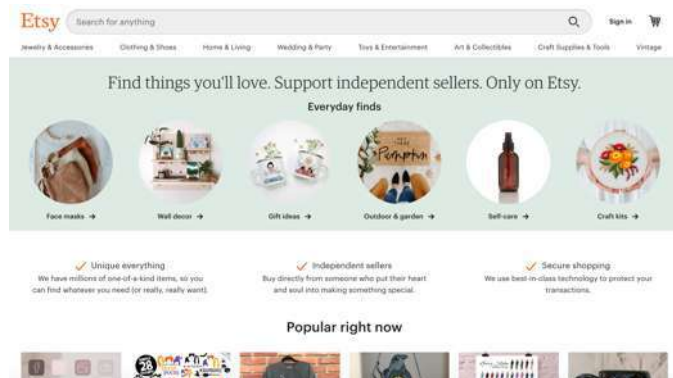 Etsy
Search for anything
Sign in
Jewelry & Accessories Clothing & Shoes Home & Living Wedding & Party Toys & Entertainment Art & Collectibles Craft Supplies & Tools Vintage
Find things you'll love. Support independent sellers. Only on Etsy.
Everyday finds
Pumpkin
Face masks → Wall decor → Gift ideas → Outdoor & garden → Self-care → Craft kits →
Unique everything
We have millions of one-of-a-kind items, so you
can find whatever you need (or really, really want).
Independent sellers
Buy directly from someone who put their heart
and soul into making something special.
Secure shopping
We use best-in-class technology to protect your
transactions.
Popular right now
28